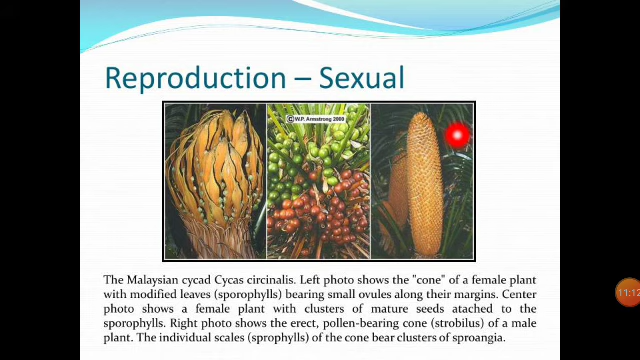 Reproduction – Sexual
© W.P. Armstrong 2000
The Malaysian cycad Cycas circinalis. Left photo shows the "cone" of a female plant
with modified leaves (sporophylls) bearing small ovules along their margins. Center
photo shows a female plant with clusters of mature seeds atteched to the
sporophylls. Right photo shows the erect, pollen-bearing cone (strobilus) of a male
plant. The individual scales (sprophylls) of the cone bear clusters of sproangia.
11:12